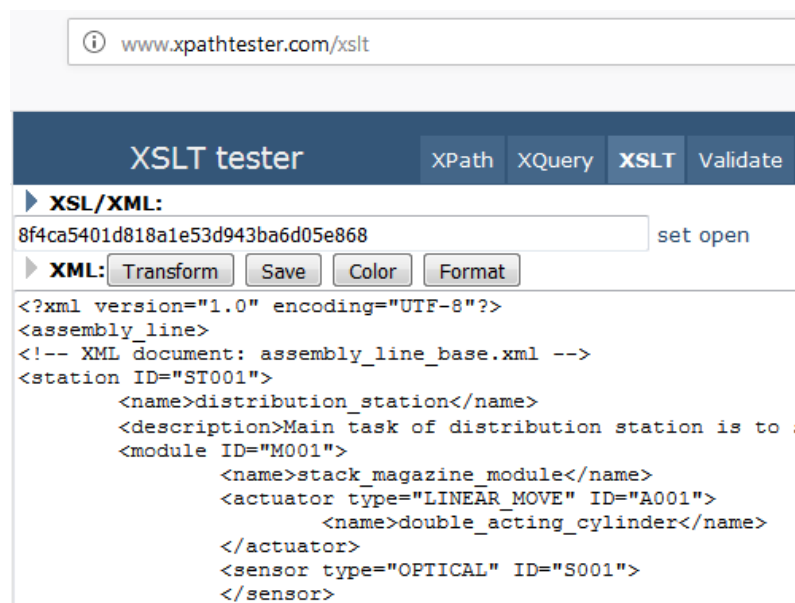 www.xpathtester.com/xslt
XSLT tester XPath XQuery XSLT Validate
XSL/XML:
8f4ca5401d818a1e53d943ba6d05e868 set open
XML: Transform Save Color Format
<?xml version="1.0" encoding="UTF-8"?>
<assembly_line>
<!-- XML document: assembly_line_base.xml -->
<station ID="ST001">
<name>distribution_station</name>
<description>Main task of distribution station is to
<module ID="M001">
<name>stack_magazine_module</name>
<actuator type="LINEAR_MOVE" ID="A001">
<name>double_acting_cylinder</name>
</actuator>
<sensor type="OPTICAL" ID="S001">
</sensor>